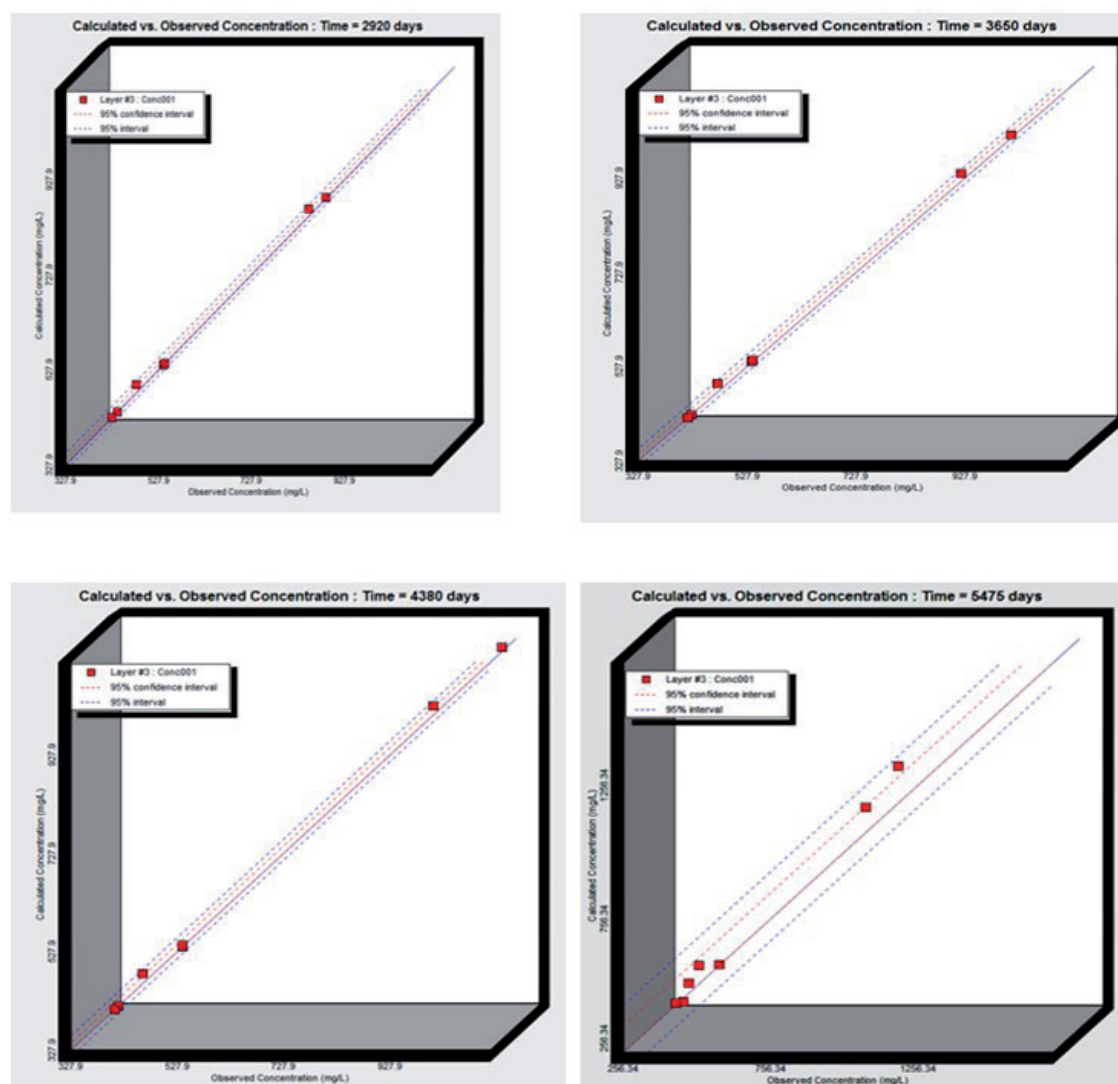 Calculated vs. Observed Concentration : Time = 2920 days
Layer #3 : Conc001
95% confidence interval
95% interval
Calculated Concentration (mg/L)
327.9 527.9 727.9 927.9
327.9 527.9 727.9 927.9
Observed Concentration (mg/L)
Calculated vs. Observed Concentration : Time = 3650 days
Layer #3 : Conc001
95% confidence interval
95% interval
Calculated Concentration (mg/L)
327.9 527.9 727.9 927.9
327.9 527.9 727.9 927.9
Observed Concentration (mg/L)
Calculated vs. Observed Concentration : Time = 4380 days
Layer #3 : Conc001
95% confidence interval
95% interval
Calculated Concentration (mg/L)
327.9 527.9 727.9 927.9
327.9 527.9 727.9 927.9
Observed Concentration (mg/L)
Calculated vs. Observed Concentration : Time = 5475 days
Layer #3 : Conc001
95% confidence interval
95% interval
Calculated Concentration (mg/L)
256.34 756.34 1256.34
256.34 756.34 1256.34
Observed Concentration (mg/L)